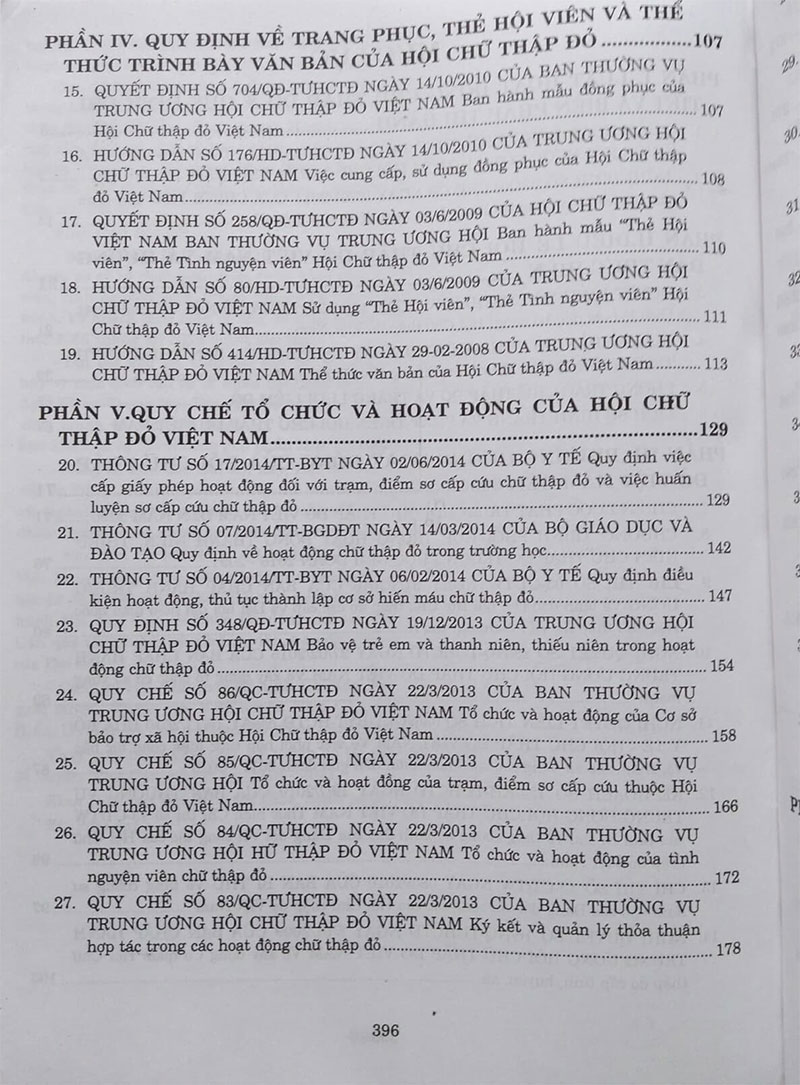 PHẦN IV. QUY ĐỊNH VỀ TRANG PHỤC, THẺ HỘI VIÊN VÀ THỂ
THỨC TRÌNH BÀY VĂN BẢN CỦA HỘI CHỮ THẬP ĐỎ ................107
15. QUYẾT ĐỊNH SỐ 704/QĐ-TƯHCTĐ NGÀY 14/10/2010 CỦA BAN THƯỜNG VỤ
TRUNG ƯƠNG HỘI CHỮ THẬP ĐỎ VIỆT NAM Ban hành mẫu đồng phục của
Hội Chữ thập đỏ Việt Nam ................ 107
16. HƯỚNG DẪN SỐ 176/HD-TƯHCTĐ NGÀY 14/10/2010 CỦA TRUNG ƯƠNG HỘI
CHỮ THẬP ĐỎ VIỆT NAM Việc cung cấp, sử dụng đồng phục của Hội Chữ thập
đỏ Việt Nam ................ 108
17. QUYẾT ĐỊNH SỐ 258/QĐ-TƯHCTĐ NGÀY 03/6/2009 CỦA HỘI CHỮ THẬP ĐỎ
VIỆT NAM BAN THƯỜNG VỤ TRUNG ƯƠNG HỘI Ban hành mẫu “Thẻ Hội
viên”, “Thẻ Tình nguyện viên” Hội Chữ thập đỏ Việt Nam ................ 110
18. HƯỚNG DẪN SỐ 80/HD-TƯHCTĐ NGÀY 03/6/2009 CỦA TRUNG ƯƠNG HỘI
CHỮ THẬP ĐỎ VIỆT NAM Sử dụng “Thẻ Hội viên”, “Thẻ Tình nguyện viên” Hội
Chữ thập đỏ Việt Nam ................ 111
19. HƯỚNG DẪN SỐ 414/HD-TƯHCTĐ NGÀY 29-02-2008 CỦA TRUNG ƯƠNG HỘI
CHỮ THẬP ĐỎ VIỆT NAM Thể thức văn bản của Hội Chữ thập đỏ Việt Nam ........... 113
PHẦN V.QUY CHẾ TỔ CHỨC VÀ HOẠT ĐỘNG CỦA HỘI CHỮ
THẬP ĐỎ VIỆT NAM ................129
20. THÔNG TƯ SỐ 17/2014/TT-BYT NGÀY 02/06/2014 CỦA BỘ Y TẾ Quy định việc
cấp giấy phép hoạt động đối với trạm, điểm sơ cấp cứu chữ thập đỏ và việc huấn
luyện sơ cấp cứu chữ thập đỏ ................ 129
21. THÔNG TƯ SỐ 07/2014/TT-BGDĐT NGÀY 14/03/2014 CỦA BỘ GIÁO DỤC VÀ
ĐÀO TẠO Quy định về hoạt động chữ thập đỏ trong trường học ................ 142
22. THÔNG TƯ SỐ 04/2014/TT-BYT NGÀY 06/02/2014 CỦA BỘ Y TẾ Quy định điều
kiện hoạt động, thủ tục thành lập cơ sở hiến máu chữ thập đỏ ................ 147
23. QUY ĐỊNH SỐ 348/QĐ-TƯHCTĐ NGÀY 19/12/2013 CỦA TRUNG ƯƠNG HỘI
CHỮ THẬP ĐỎ VIỆT NAM Bảo vệ trẻ em và thanh niên, thiếu niên trong hoạt
động chữ thập đỏ ................ 154
24. QUY CHẾ SỐ 86/QC-TƯHCTĐ NGÀY 22/3/2013 CỦA BAN THƯỜNG VỤ
TRUNG ƯƠNG HỘI CHỮ THẬP ĐỎ VIỆT NAM Tổ chức và hoạt động của Cơ sở
bảo trợ xã hội thuộc Hội Chữ thập đỏ Việt Nam ................ 158
25. QUY CHẾ SỐ 85/QC-TƯHCTĐ NGÀY 22/3/2013 CỦA BAN THƯỜNG VỤ
TRUNG ƯƠNG HỘI Tổ chức và hoạt đồng của trạm, điểm sơ cấp cứu thuộc Hội
Chữ thập đỏ Việt Nam ................ 166
26. QUY CHẾ SỐ 84/QC-TƯHCTĐ NGÀY 22/3/2013 CỦA BAN THƯỜNG VỤ
TRUNG ƯƠNG HỘI HỮ THẬP ĐỎ VIỆT NAM Tổ chức và hoạt động của tình
nguyện viên chữ thập đỏ ................ 172
27. QUY CHẾ SỐ 83/QC-TƯHCTĐ NGÀY 22/3/2013 CỦA BAN THƯỜNG VỤ
TRUNG ƯƠNG HỘI CHỮ THẬP ĐỎ VIỆT NAM Ký kết và quản lý thỏa thuận
hợp tác trong các hoạt động chữ thập đỏ ................ 178
396
29.
30.
31
32